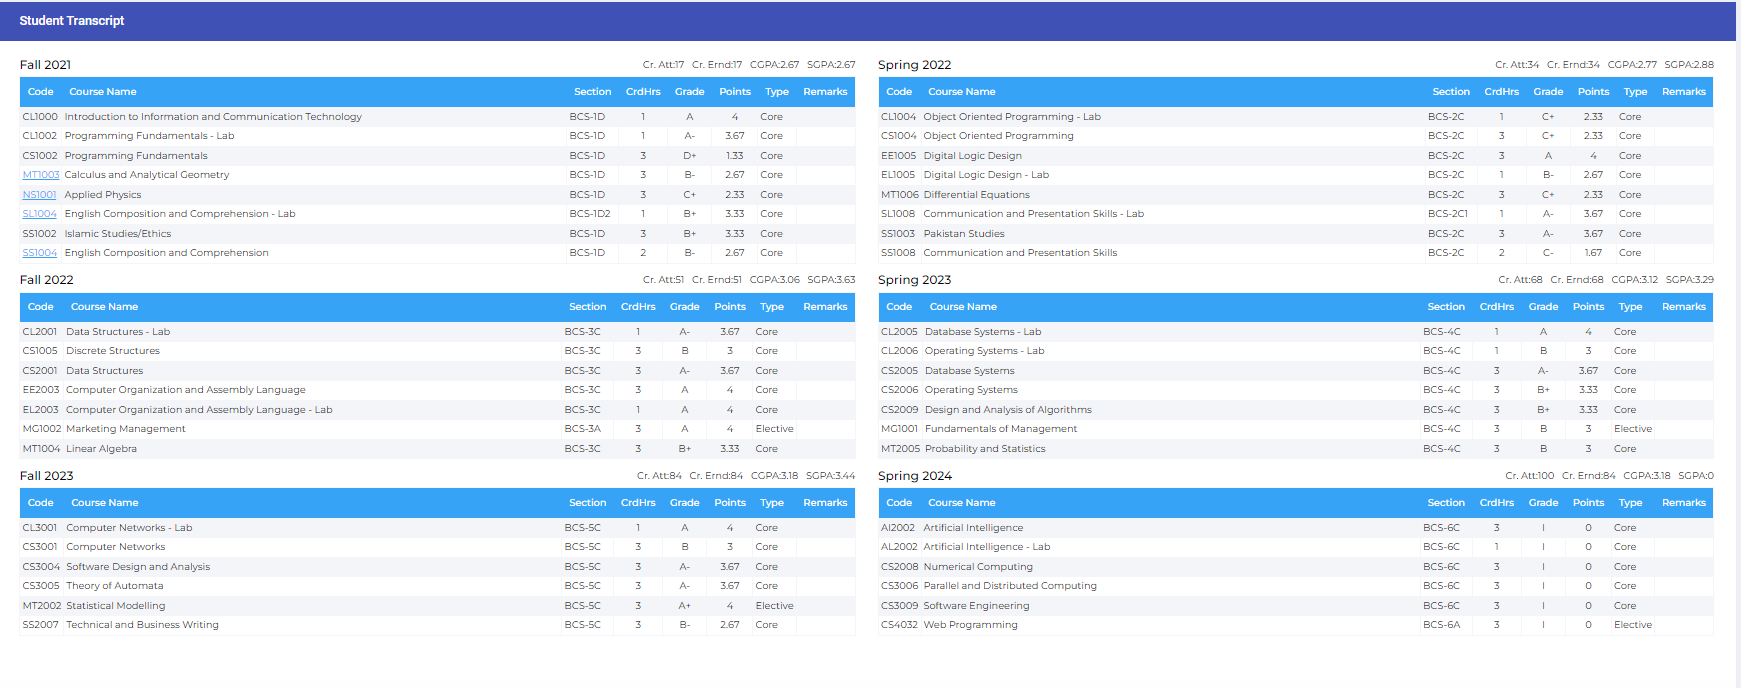 Student Transcript
Fall 2021 Cr. Att:17 Cr. Ernd:17 CGPA:2.67 SGPA:2.67
Code Course Name Section CrdHrs Grade Points Type Remarks
CL1000 Introduction to Information and Communication Technology BCS-1D 1 A 4 Core
CL1002 Programming Fundamentals - Lab BCS-1D 1 A- 3.67 Core
CS1002 Programming Fundamentals BCS-1D 3 D+ 1.33 Core
MT1003 Calculus and Analytical Geometry BCS-1D 3 B- 2.67 Core
NS1001 Applied Physics BCS-1D 3 C+ 2.33 Core
SL1004 English Composition and Comprehension - Lab BCS-1D2 1 B+ 3.33 Core
SS1002 Islamic Studies/Ethics BCS-1D 3 B+ 3.33 Core
SS1004 English Composition and Comprehension BCS-1D 2 B- 2.67 Core
Spring 2022 Cr. Att:34 Cr. Ernd:34 CGPA:2.77 SGPA:2.88
Code Course Name Section CrdHrs Grade Points Type Remarks
CL1004 Object Oriented Programming - Lab BCS-2C 1 C+ 2.33 Core
CS1004 Object Oriented Programming BCS-2C 3 C+ 2.33 Core
EE1005 Digital Logic Design BCS-2C 3 A 4 Core
EL1005 Digital Logic Design - Lab BCS-2C 1 B- 2.67 Core
MT1006 Differential Equations BCS-2C 3 C+ 2.33 Core
SL1008 Communication and Presentation Skills - Lab BCS-2C1 1 A- 3.67 Core
SS1003 Pakistan Studies BCS-2C 3 A- 3.67 Core
SS1008 Communication and Presentation Skills BCS-2C 2 C- 1.67 Core
Fall 2022 Cr. Att:51 Cr. Ernd:51 CGPA:3.06 SGPA:3.63
Code Course Name Section CrdHrs Grade Points Type Remarks
CL2001 Data Structures - Lab BCS-3C 1 A- 3.67 Core
CS1005 Discrete Structures BCS-3C 3 B 3 Core
CS2001 Data Structures BCS-3C 3 A- 3.67 Core
EE2003 Computer Organization and Assembly Language BCS-3C 3 A 4 Core
EL2003 Computer Organization and Assembly Language - Lab BCS-3C 1 A 4 Core
MG1002 Marketing Management BCS-3A 3 A 4 Elective
MT1004 Linear Algebra BCS-3C 3 B+ 3.33 Core
Spring 2023 Cr. Att:68 Cr. Ernd:68 CGPA:3.12 SGPA:3.29
Code Course Name Section CrdHrs Grade Points Type Remarks
CL2005 Database Systems - Lab BCS-4C 1 A 4 Core
CL2006 Operating Systems - Lab BCS-4C 1 B 3 Core
CS2005 Database Systems BCS-4C 3 A- 3.67 Core
CS2006 Operating Systems BCS-4C 3 B+ 3.33 Core
CS2009 Design and Analysis of Algorithms BCS-4C 3 B+ 3.33 Core
MG1001 Fundamentals of Management BCS-4C 3 B 3 Elective
MT2005 Probability and Statistics BCS-4C 3 B 3 Core
Fall 2023 Cr. Att:84 Cr. Ernd:84 CGPA:3.18 SGPA:3.44
Code Course Name Section CrdHrs Grade Points Type Remarks
CL3001 Computer Networks - Lab BCS-5C 1 A 4 Core
CS3001 Computer Networks BCS-5C 3 B 3 Core
CS3004 Software Design and Analysis BCS-5C 3 A- 3.67 Core
CS3005 Theory of Automata BCS-5C 3 A- 3.67 Core
MT2002 Statistical Modelling BCS-5C 3 A+ 4 Elective
SS2007 Technical and Business Writing BCS-5C 3 B- 2.67 Core
Spring 2024 Cr. Att:100 Cr. Ernd:84 CGPA:3.18 SGPA:0
Code Course Name Section CrdHrs Grade Points Type Remarks
AI2002 Artificial Intelligence BCS-6C 3 I 0 Core
AL2002 Artificial Intelligence - Lab BCS-6C 1 I 0 Core
CS2008 Numerical Computing BCS-6C 3 I 0 Core
CS3006 Parallel and Distributed Computing BCS-6C 3 I 0 Core
CS3009 Software Engineering BCS-6C 3 I 0 Core
CS4032 Web Programming BCS-6A 3 I 0 Elective